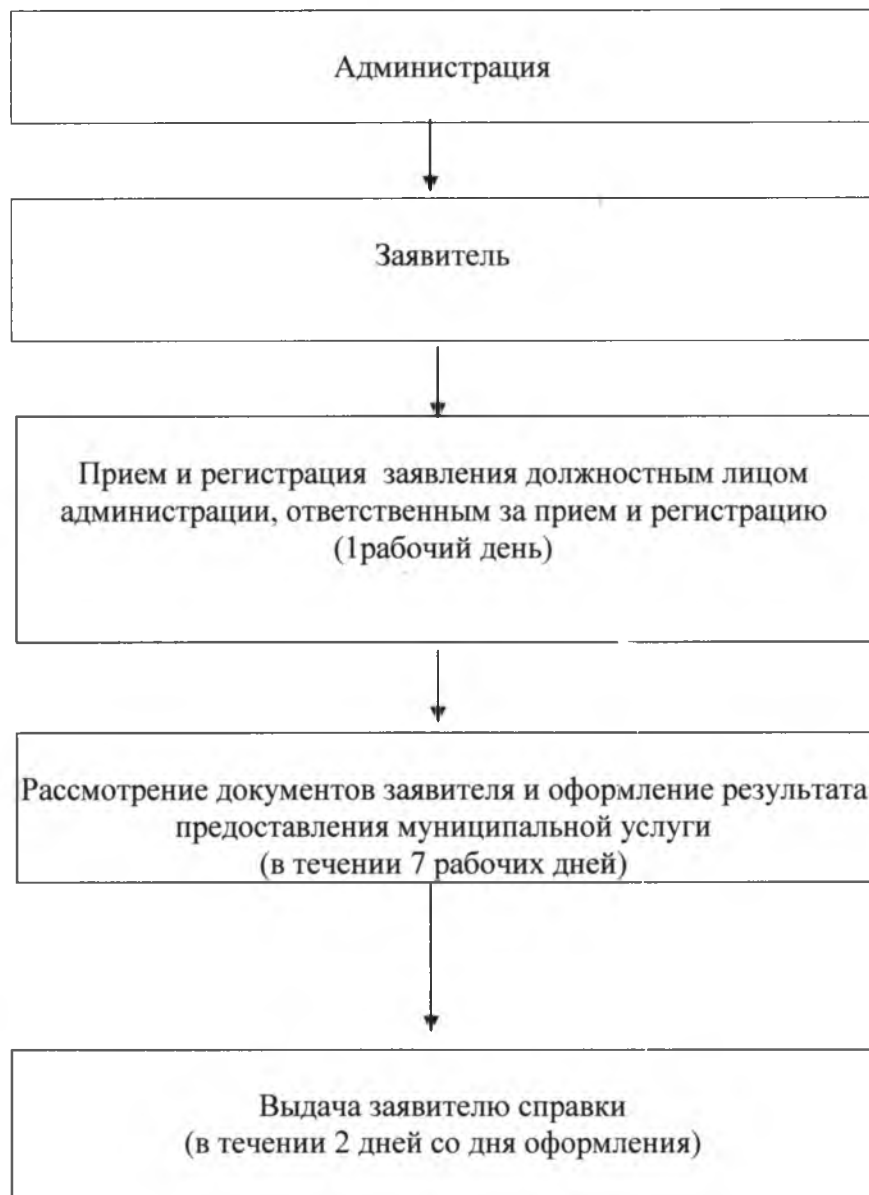 Администрация
Заявитель
Прием и регистрация заявления должностным лицом
администрации, ответственным за прием и регистрацию
(1рабочий день)
Рассмотрение документов заявителя и оформление результата
предоставления муниципальной услуги
(в течении 7 рабочих дней)
Выдача заявителю справки
(в течении 2 дней со дня оформления)